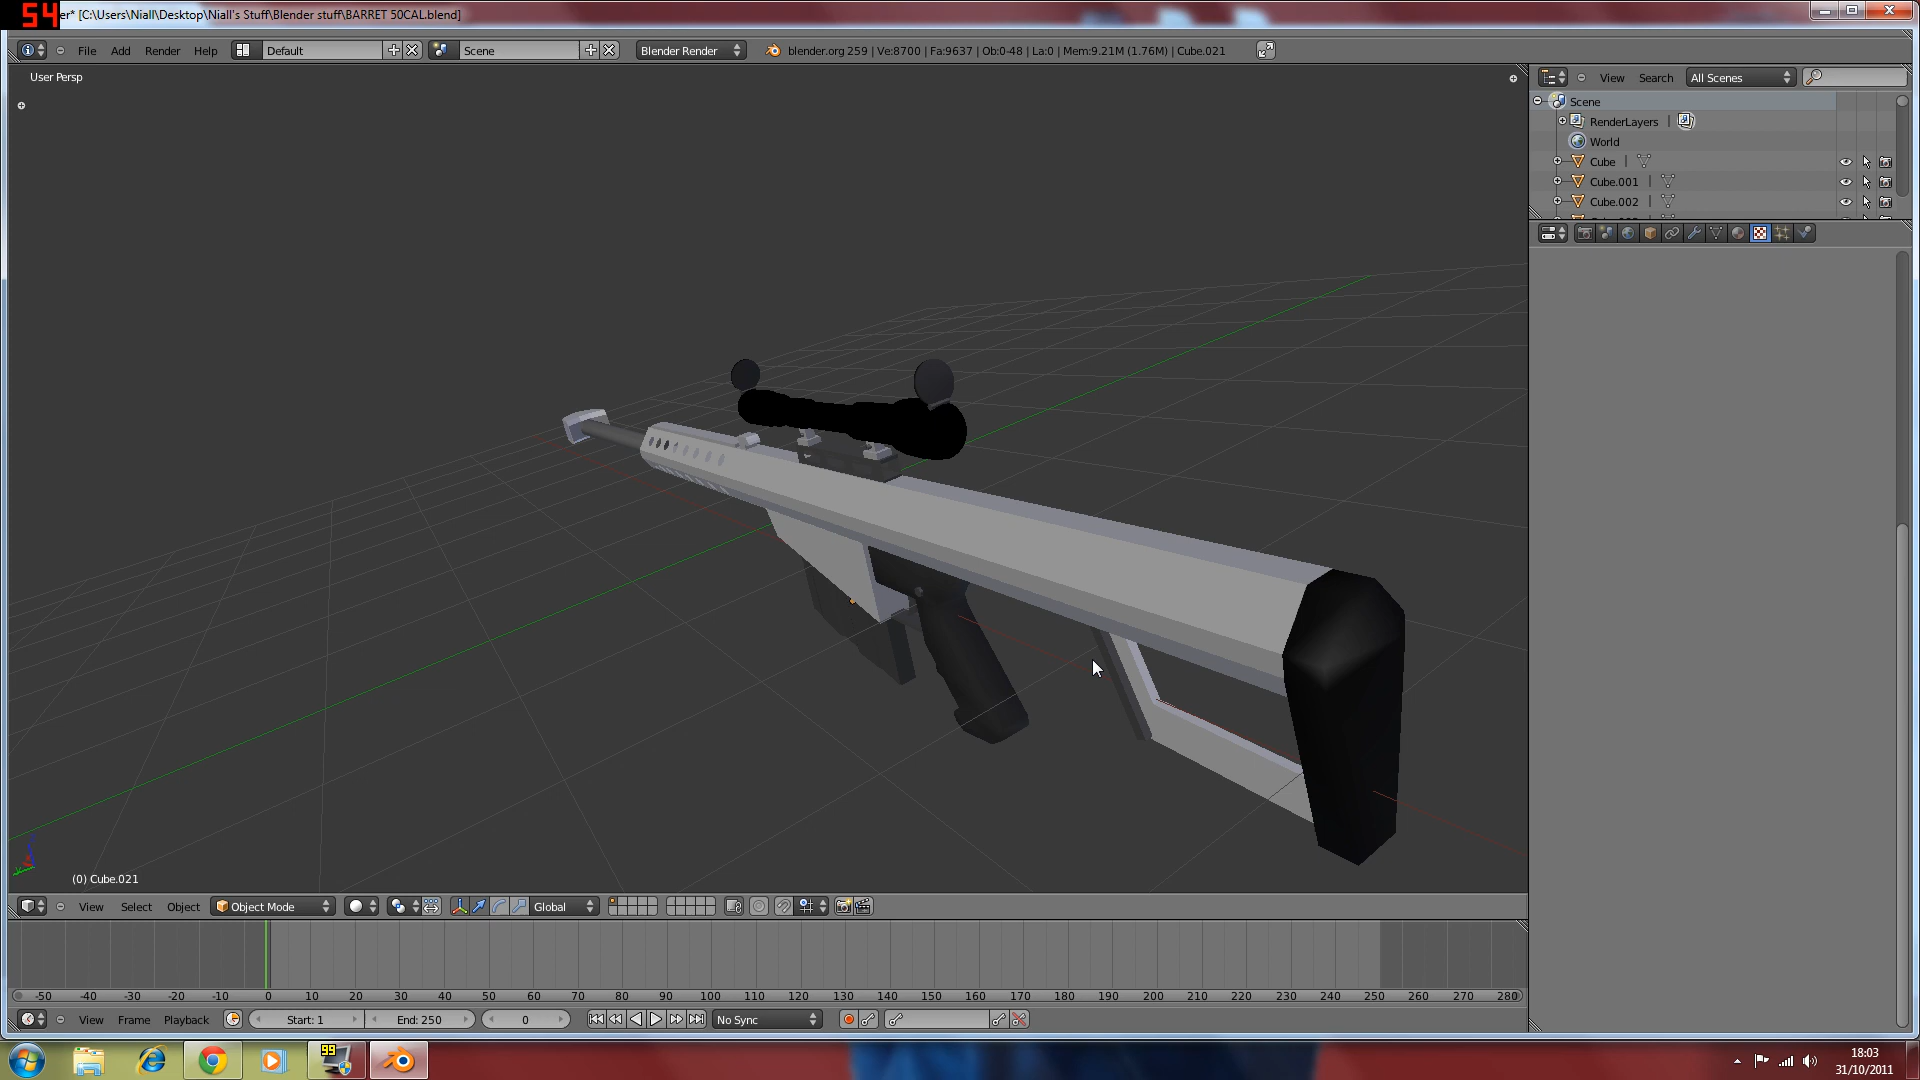 54
er* [C:\Users\Niall\Desktop\Niall's Stuff\Blender stuff\BARRET 50CAL.blend]
File Add Render Help Default Scene Blender Render blender.org 259 | Ve:8700 | Fa:9637 | Ob:0-48 | La:0 | Mem:9.21M (1.76M) | Cube.021
User Persp
View Search All Scenes
Scene
RenderLayers |
World
Cube |
Cube.001 |
Cube.002 |
(0) Cube.021
View Select Object Object Mode Global
-50 -40 -30 -20 -10 0 10 20 30 40 50 60 70 80 90 100 110 120 130 140 150 160 170 180 190 200 210 220 230 240 250 260 270 280
View Frame Playback Start: 1 End: 250 0 No Sync
99
18:03
31/10/2011